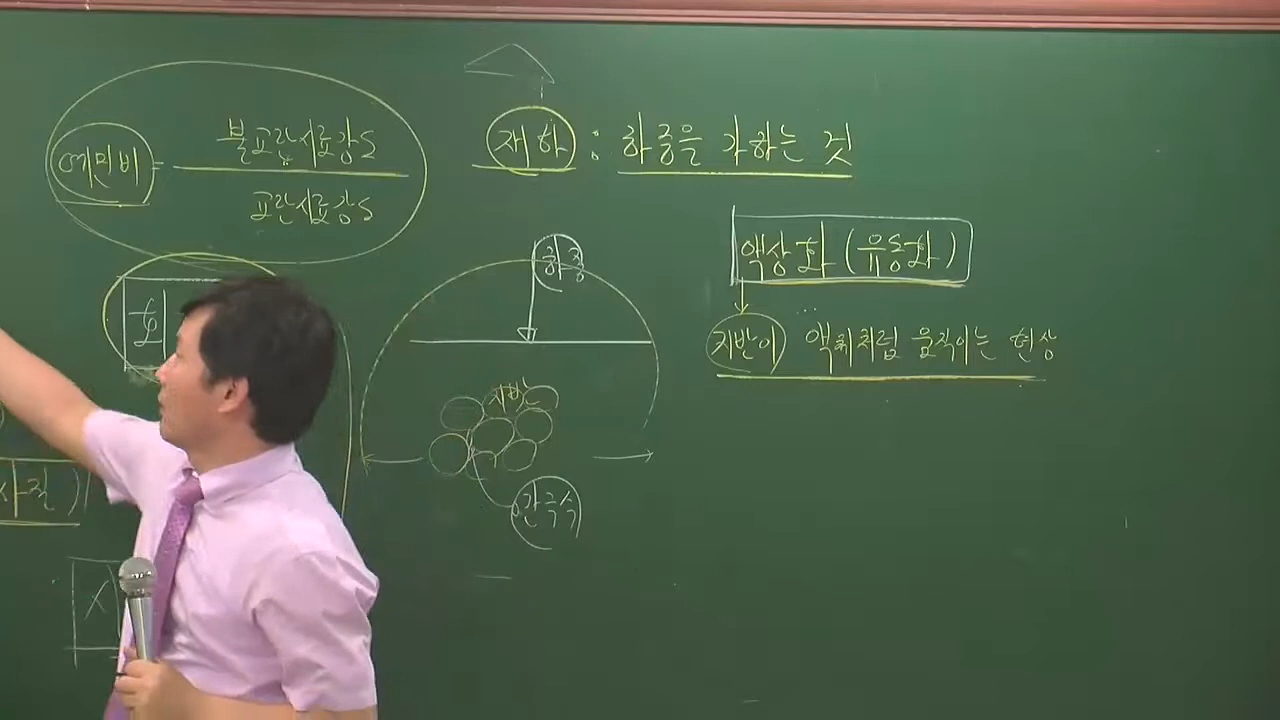 예민비 = 불교란시료강도
교란시료강도
재하 : 하중을 가하는 것
액상화 (유동화)
지반이 액체처럼 움직이는 현상
하중
지반
간극수